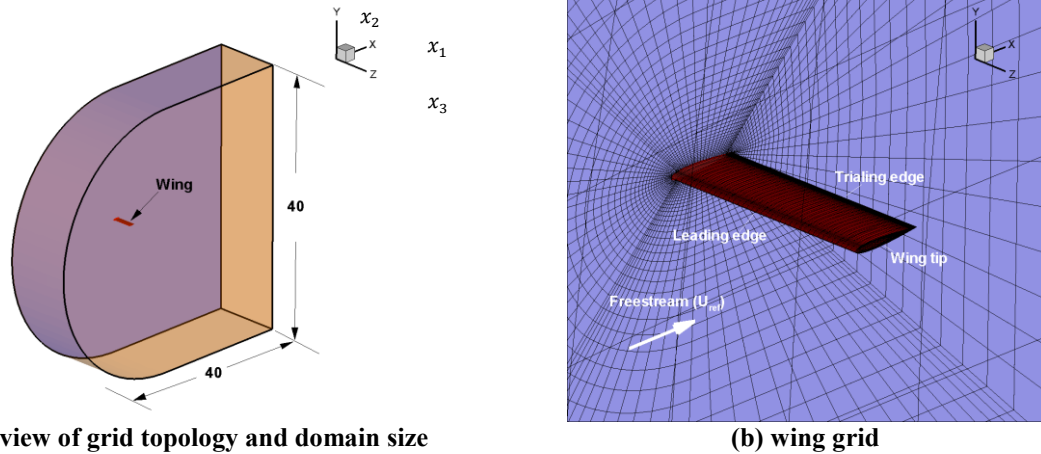 Y
x₂
X
x₁
Z
x₃
Wing
40
40
view of grid topology and domain size
Y
X
Z
Trialing edge
Leading edge
Wing tip
Freestream (U_ref)
(b) wing grid